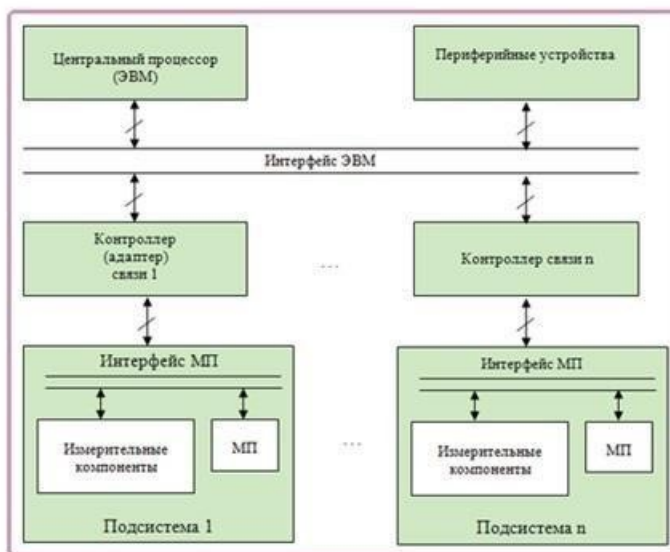 Центральный процессор
(ЭВМ)
Периферийные устройства
Интерфейс ЭВМ
Контроллер
(адаптер)
связи 1
...
Контроллер связи n
Интерфейс МП
Измерительные
компоненты
МП
Подсистема 1
...
Интерфейс МП
Измерительные
компоненты
МП
Подсистема n